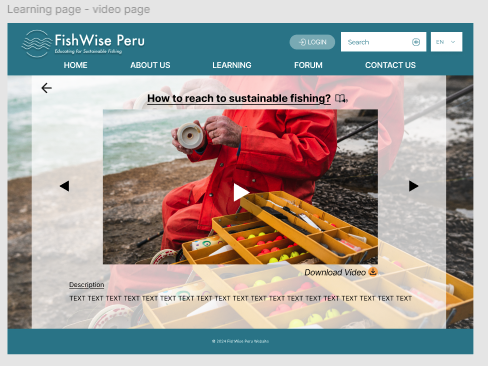 Learning page - video page
FishWise Peru
Educating for Sustainable Fishing
LOGIN
Search
EN
HOME
ABOUT US
LEARNING
FORUM
CONTACT US
How to reach to sustainable fishing?
Download Video
Description
TEXT TEXT TEXT TEXT TEXT TEXT TEXT TEXT TEXT TEXT TEXT TEXT TEXT TEXT TEXT TEXT TEXT TEXT TEXT TEXT
© 2024 FishWise Peru Website